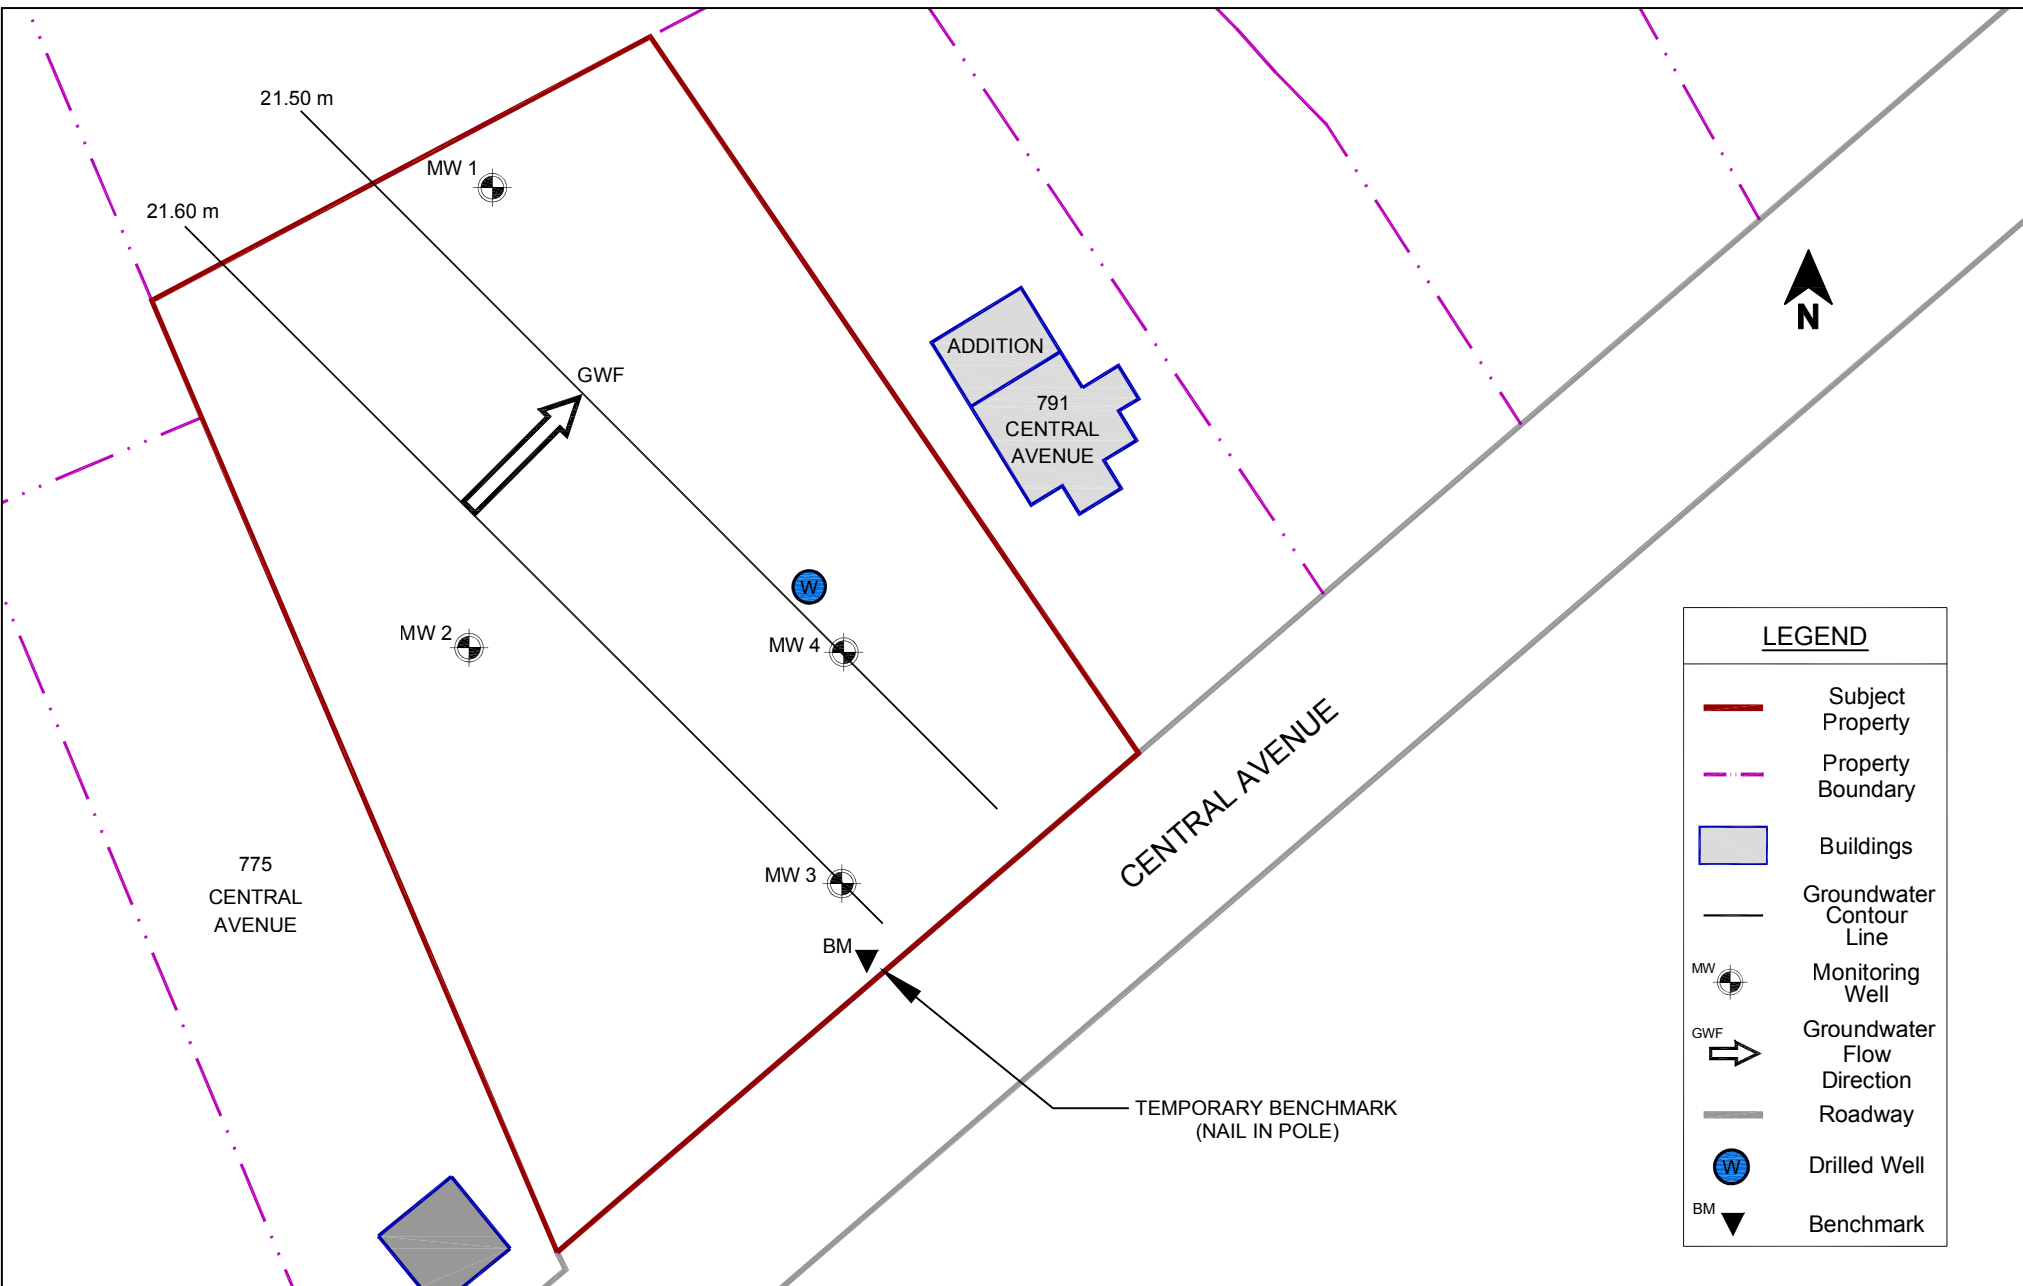 21.50 m
MW 1
21.60 m
GWF
ADDITION
791
CENTRAL
AVENUE
N
W
MW 2
MW 4
MW 3
BM
CENTRAL AVENUE
775
CENTRAL
AVENUE
TEMPORARY BENCHMARK
(NAIL IN POLE)
LEGEND
Subject
Property
Property
Boundary
Buildings
Groundwater
Contour
Line
MW
Monitoring
Well
GWF
Groundwater
Flow
Direction
Roadway
W
Drilled Well
BM
Benchmark